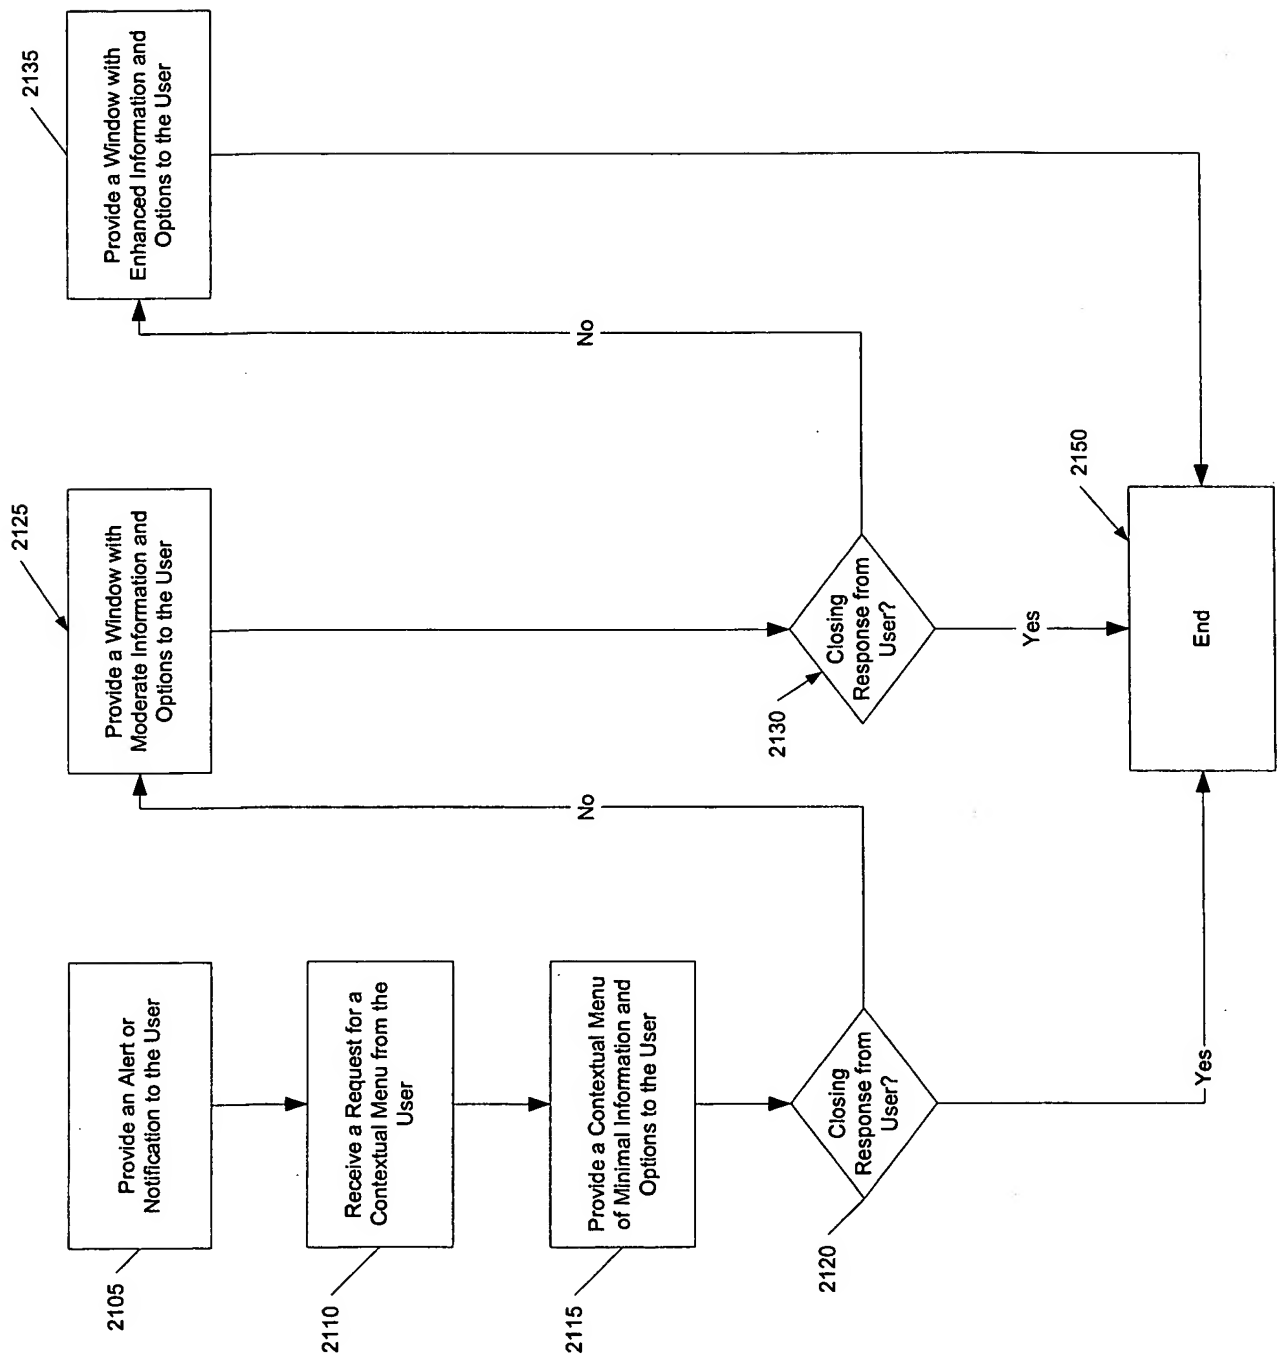 2105
Provide an Alert or
Notification to the User
2110
Receive a Request for a
Contextual Menu from the
User
2115
Provide a Contextual Menu
of Minimal Information and
Options to the User
2120
Closing
Response from
User?
No
Yes
2125
Provide a Window with
Moderate Information and
Options to the User
2130
Closing
Response from
User?
No
Yes
2135
Provide a Window with
Enhanced Information and
Options to the User
2150
End